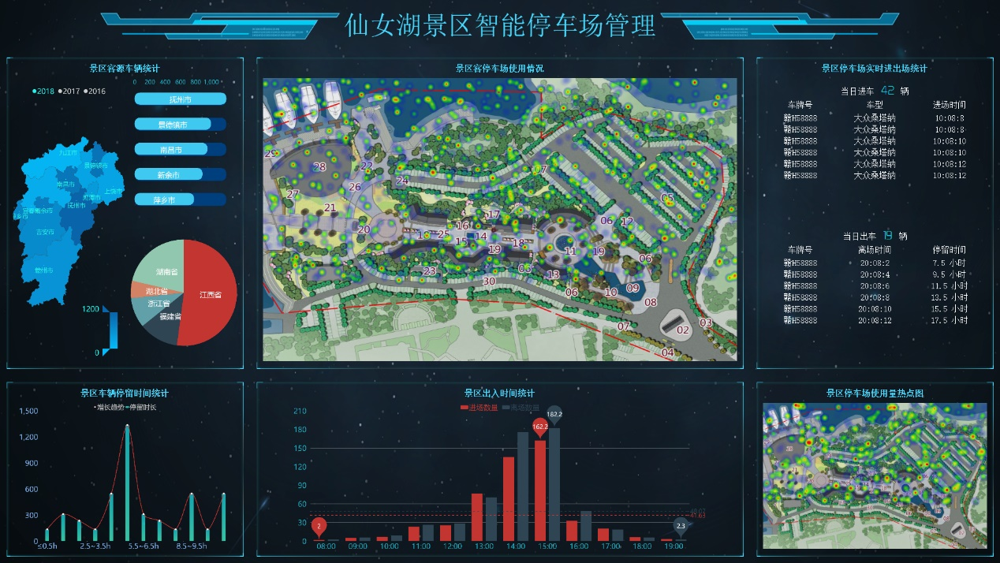 仙女湖景区智能停车场管理
景区客源车辆统计
2018 2017 2016
0 200 400 600 800 1,000
抚州市
景德镇市
南昌市
新余市
萍乡市
九江市
景德镇市
南昌市
上饶市
鹰潭市
抚州市
吉安市
赣州市
1200
0
湖南省
湖北省
浙江省
福建省
江西省
景区客停车场使用情况
29
28
22
27
26
24
21
20
07
05
17
16
06
12
25
15
14
18
19
11
19
06
23
30
13
06
10
09
08
07
02
03
04
景区停车场实时进出场统计
当日进车 42 辆
车牌号 车型 进场时间
赣H58888 大众桑塔纳 10:08:8
赣H58888 大众桑塔纳 10:08:8
赣H58888 大众桑塔纳 10:08:10
赣H58888 大众桑塔纳 10:08:10
赣H58888 大众桑塔纳 10:08:12
赣H58888 大众桑塔纳 10:08:12
当日出车 19 辆
车牌号 离场时间 停留时间
赣H58888 20:08:2 7.5 小时
赣H58888 20:08:4 9.5 小时
赣H58888 20:08:6 11.5 小时
赣H58888 20:08:8 13.5 小时
赣H58888 20:08:10 15.5 小时
赣H58888 20:08:12 17.5 小时
景区车辆停留时间统计
增长趋势 停留时长
1,500
1,200
900
600
300
0
≤0.5h 2.5~3.5h 5.5~6.5h 8.5~9.5h
景区出入时间统计
进场数量 离场数量
210
180
150
120
90
60
30
0
2
162.2
182.2
2.3
08:00 09:00 10:00 11:00 12:00 13:00 14:00 15:00 16:00 17:00 18:00 19:00
景区停车场使用量热点图